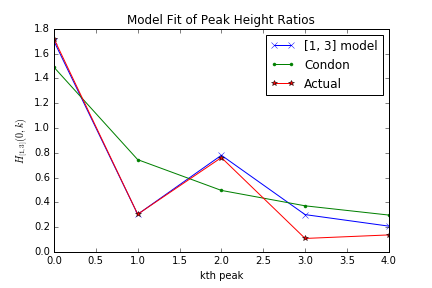 Model Fit of Peak Height Ratios
[1, 3] model
Condon
Actual
1.8
1.6
1.4
1.2
1.0
0.8
0.6
0.4
0.2
0.0
H_{[1,3]}(0, k)
0.0 0.5 1.0 1.5 2.0 2.5 3.0 3.5 4.0
kth peak